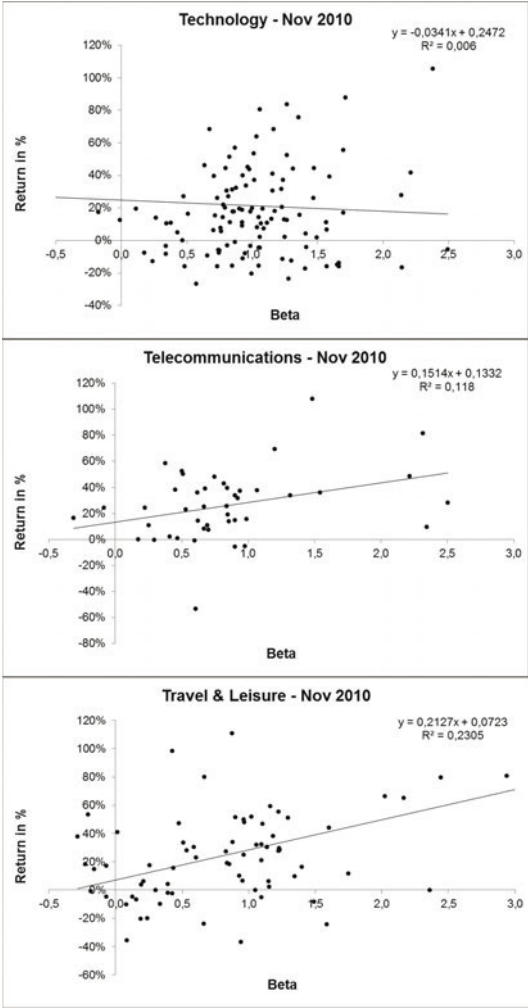 Technology - Nov 2010
y = -0,0341x + 0,2472
R² = 0,006
120%
100%
80%
60%
40%
20%
0%
-20%
-40%
-0,5 0,0 0,5 1,0 1,5 2,0 2,5 3,0
Return in %
Beta
Telecommunications - Nov 2010
y = 0,1514x + 0,1332
R² = 0,118
120%
100%
80%
60%
40%
20%
0%
-20%
-40%
-60%
-80%
-0,5 0,0 0,5 1,0 1,5 2,0 2,5 3,0
Return in %
Beta
Travel & Leisure - Nov 2010
y = 0,2127x + 0,0723
R² = 0,2305
120%
100%
80%
60%
40%
20%
0%
-20%
-40%
-60%
-0,5 0,0 0,5 1,0 1,5 2,0 2,5 3,0
Return in %
Beta